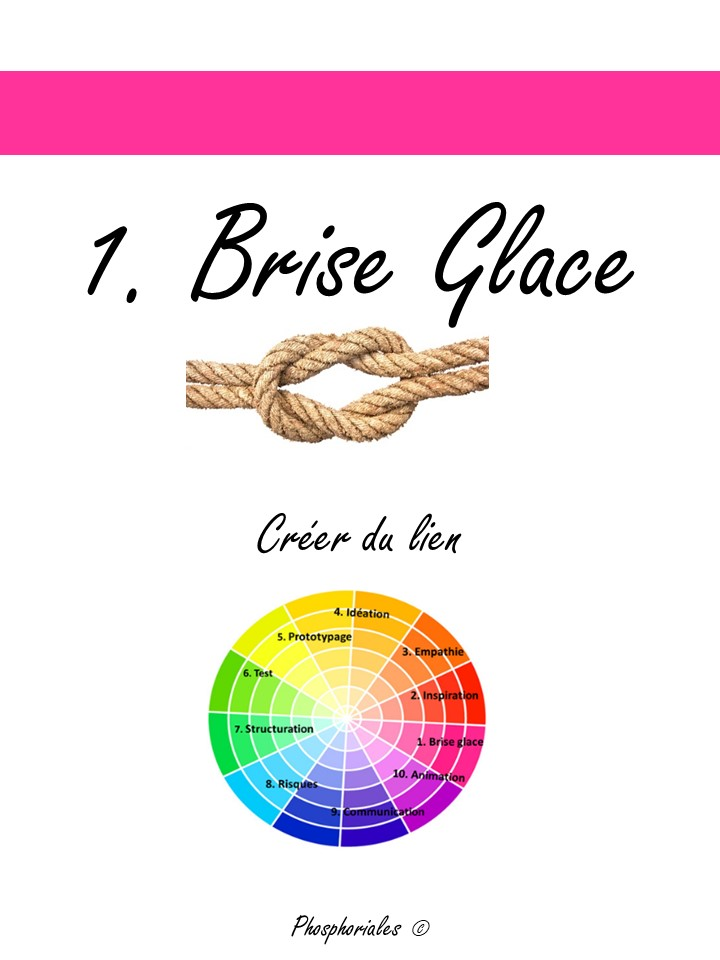 1. Brise Glace
Créer du lien
4. Idéation
5. Prototypage
3. Empathie
6. Test
2. Inspiration
7. Structuration
1. Brise glace
10. Animation
8. Risques
9. Communication
Phosphoriales ©